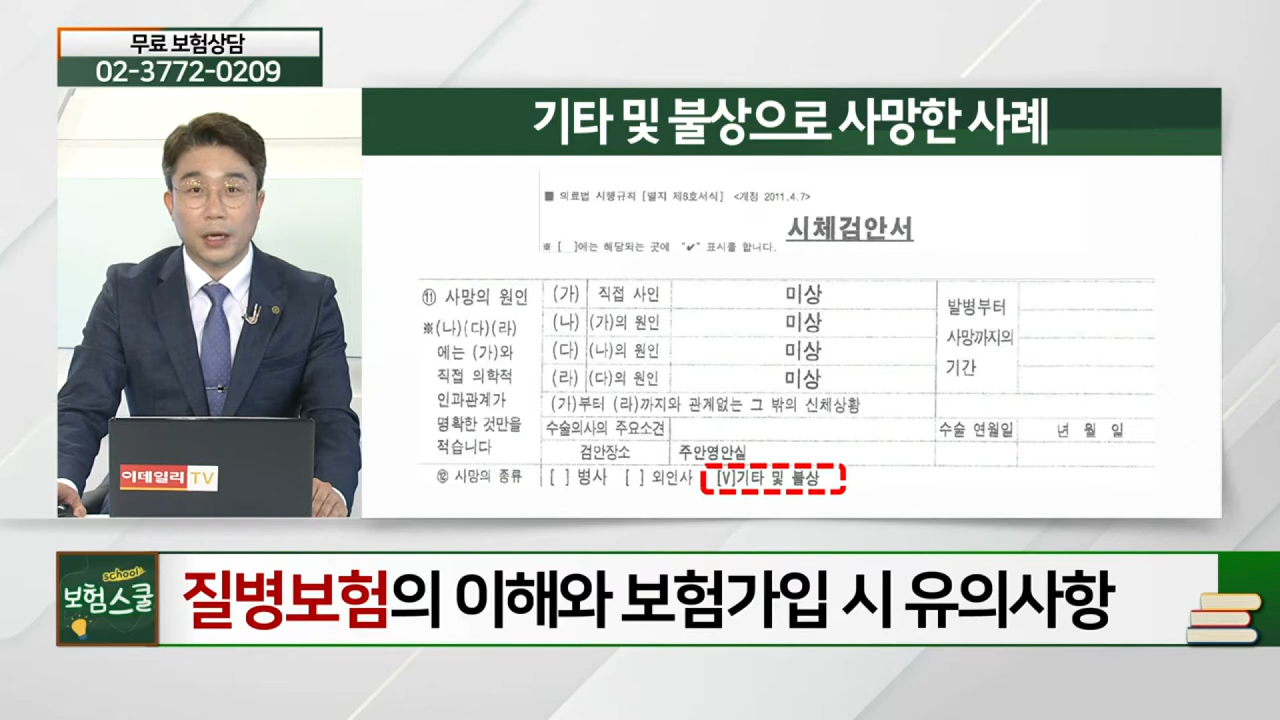 무료 보험상담
02-3772-0209
기타 및 불상으로 사망한 사례
■ 의료법 시행규칙 [별지 제6호서식] <개정 2011.4.7>
시체검안서
※ [ ]에는 해당되는 곳에 "✔" 표시를 합니다.
⑪ 사망의 원인
※(나)(다)(라)
에는 (가)와
직접 의학적
인과관계가
명확한 것만을
적습니다
(가) 직접 사인 미상
(나) (가)의 원인 미상
(다) (나)의 원인 미상
(라) (다)의 원인 미상
발병부터
사망까지의
기간
(가)부터 (라)까지와 관계없는 그 밖의 신체상황
수술의사의 주요소견
수술 연월일 년 월 일
검안장소 주안영안실
⑫ 사망의 종류 [ ] 병사 [ ] 외인사 [V]기타 및 불상
이데일리 TV
school
보험스쿨
질병보험의 이해와 보험가입 시 유의사항